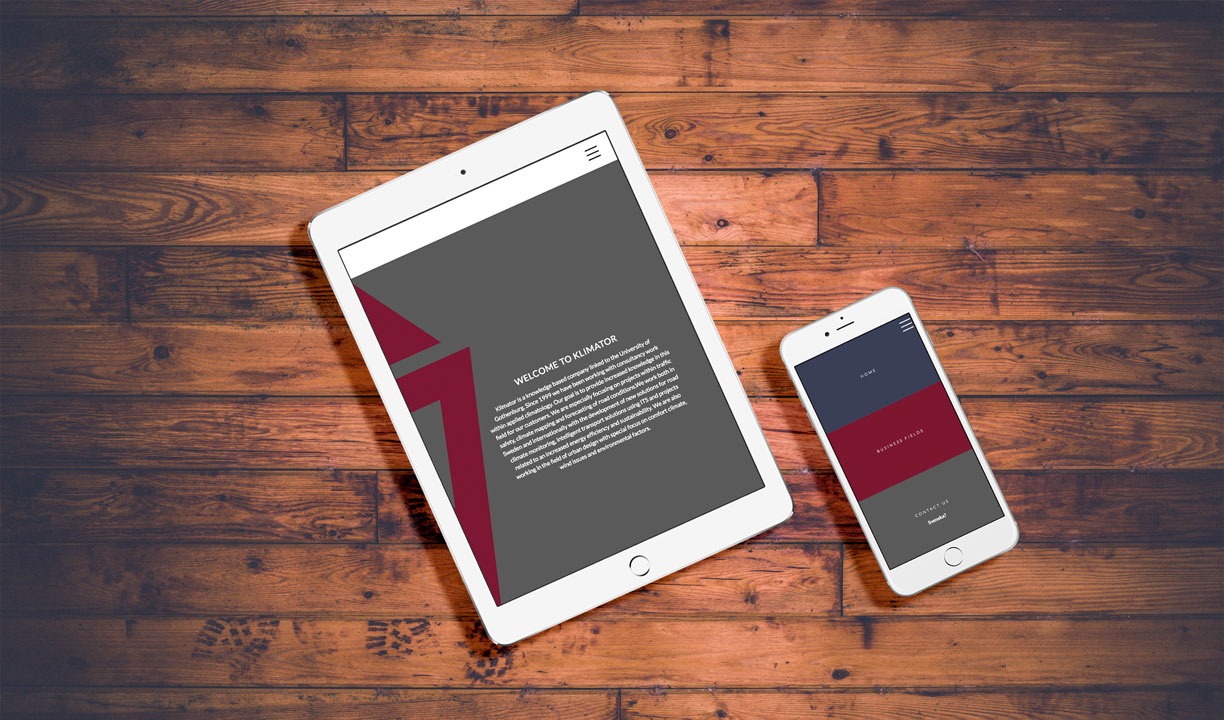 WELCOME TO KLIMATOR
Klimator is a knowledge based company linked to the University of
Gothenburg. Since 1999 we have been working with consultancy work
within applied climatology. Our goal is to provide increased knowledge in this
field for our customers. We are especially focusing on projects within traffic
safety, climate mapping and forecasting of road conditions.We work both in
Sweden and internationally with the development of new solutions for road
climate monitoring, Intelligent transport solutions using ITS and projects
related to an increased energy efficiency and sustainability. We are also
working in the field of urban design with special focus on comfort climate,
wind issues and environmental factors.
HOME
BUSINESS FIELDS
CONTACT US
Svenska?